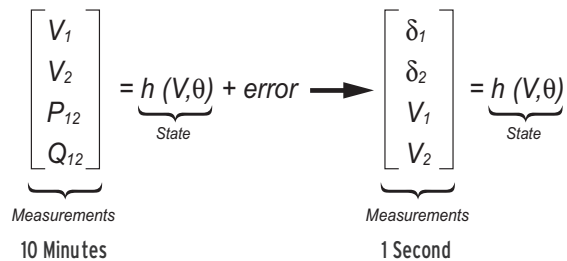 V₁
V₂
P₁₂
Q₁₂
= h (V,θ) + error
State
Measurements
10 Minutes
δ₁
δ₂
V₁
V₂
= h (V,θ)
State
Measurements
1 Second